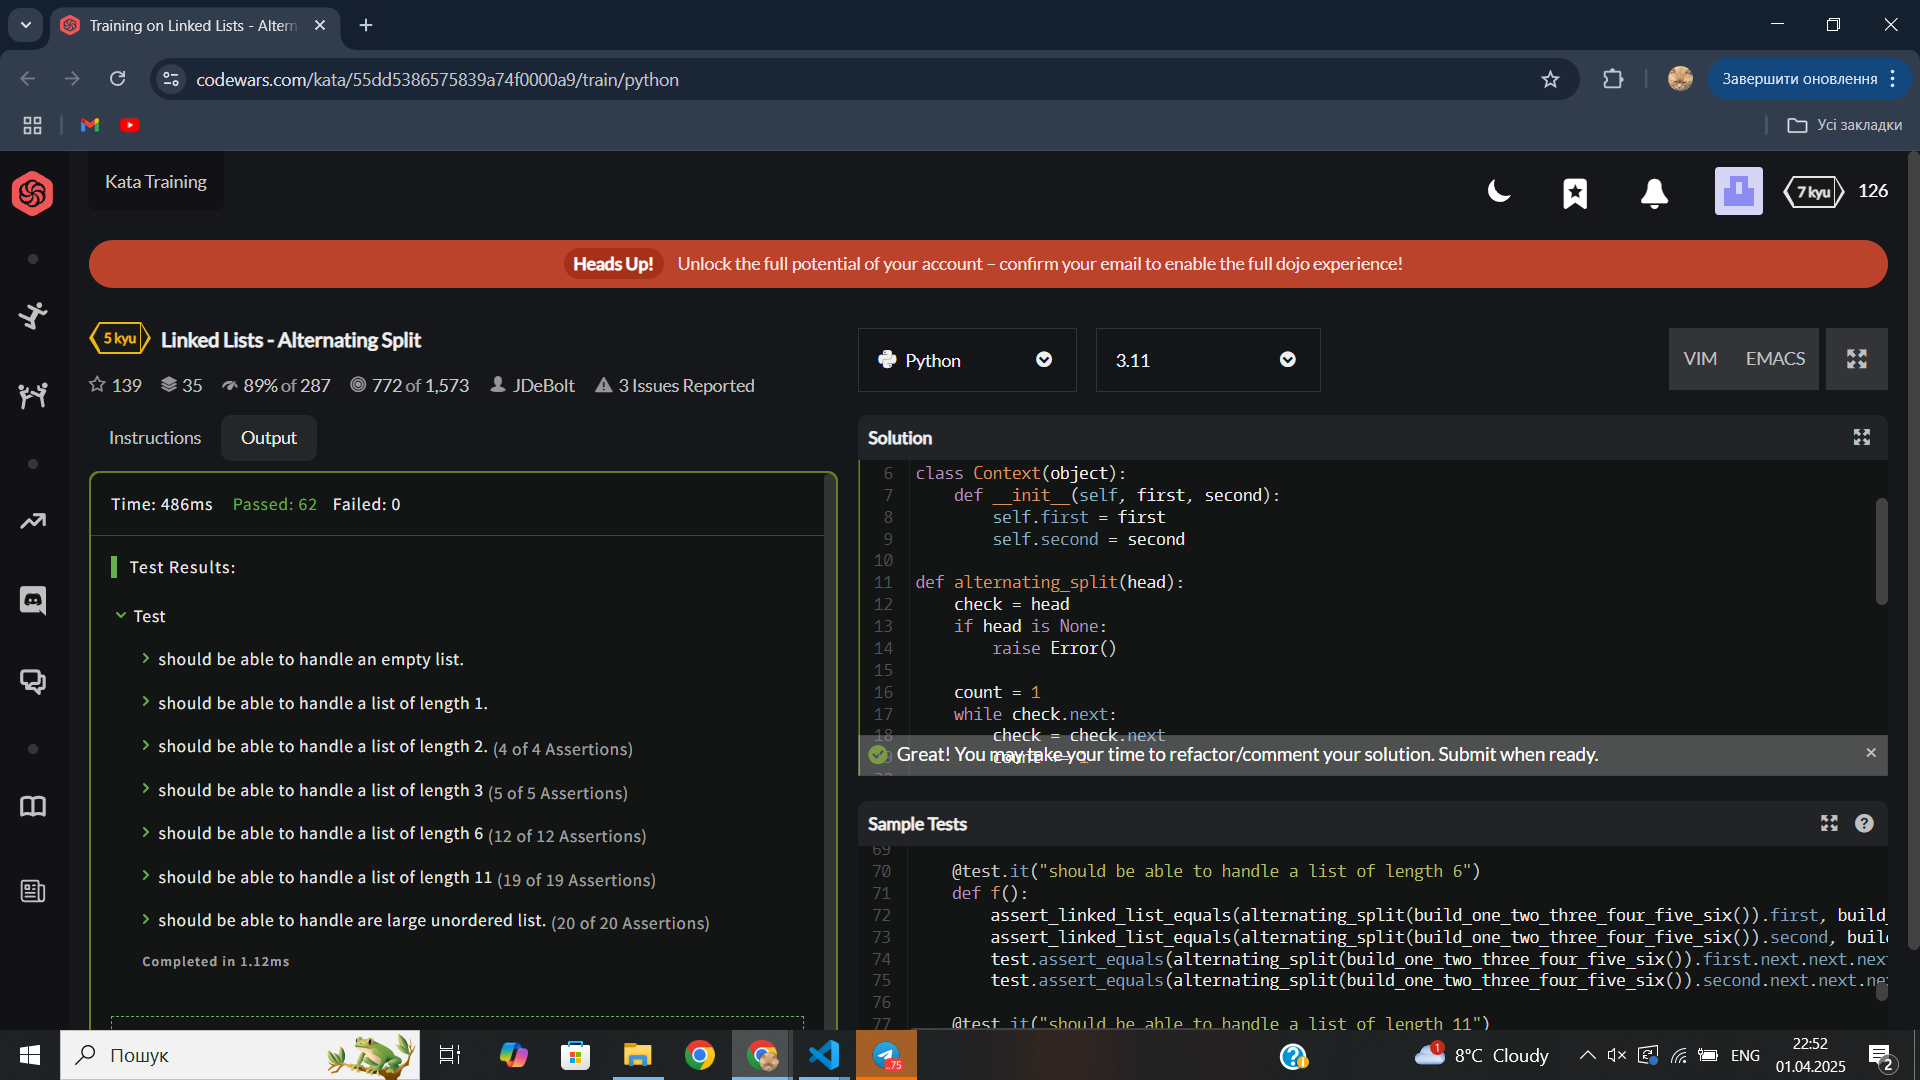 Training on Linked Lists - Altern
codewars.com/kata/55dd5386575839a74f0000a9/train/python
Завершити оновлення
Усі закладки
Kata Training
7 kyu
126
Heads Up! Unlock the full potential of your account – confirm your email to enable the full dojo experience!
5 kyu Linked Lists - Alternating Split
139 35 89% of 287 772 of 1,573 JDeBolt 3 Issues Reported
Python
3.11
VIM EMACS
Instructions Output
Time: 486ms Passed: 62 Failed: 0
Test Results:
Test
should be able to handle an empty list.
should be able to handle a list of length 1.
should be able to handle a list of length 2. (4 of 4 Assertions)
should be able to handle a list of length 3 (5 of 5 Assertions)
should be able to handle a list of length 6 (12 of 12 Assertions)
should be able to handle a list of length 11 (19 of 19 Assertions)
should be able to handle are large unordered list. (20 of 20 Assertions)
Completed in 1.12ms
Solution
6 class Context(object):
7 def __init__(self, first, second):
8 self.first = first
9 self.second = second
10
11 def alternating_split(head):
12 check = head
13 if head is None:
14 raise Error()
15
16 count = 1
17 while check.next:
18 check = check.next
Great! You may take your time to refactor/comment your solution. Submit when ready.
Sample Tests
69
70 @test.it("should be able to handle a list of length 6")
71 def f():
72 assert_linked_list_equals(alternating_split(build_one_two_three_four_five_six()).first, build_
73 assert_linked_list_equals(alternating_split(build_one_two_three_four_five_six()).second, buil
74 test.assert_equals(alternating_split(build_one_two_three_four_five_six()).first.next.next.nex
75 test.assert_equals(alternating_split(build_one_two_three_four_five_six()).second.next.next.ne
76
77 @test.it("should be able to handle a list of length 11")
Пошук
..75
1
8°C Cloudy
ENG
22:52
01.04.2025
2